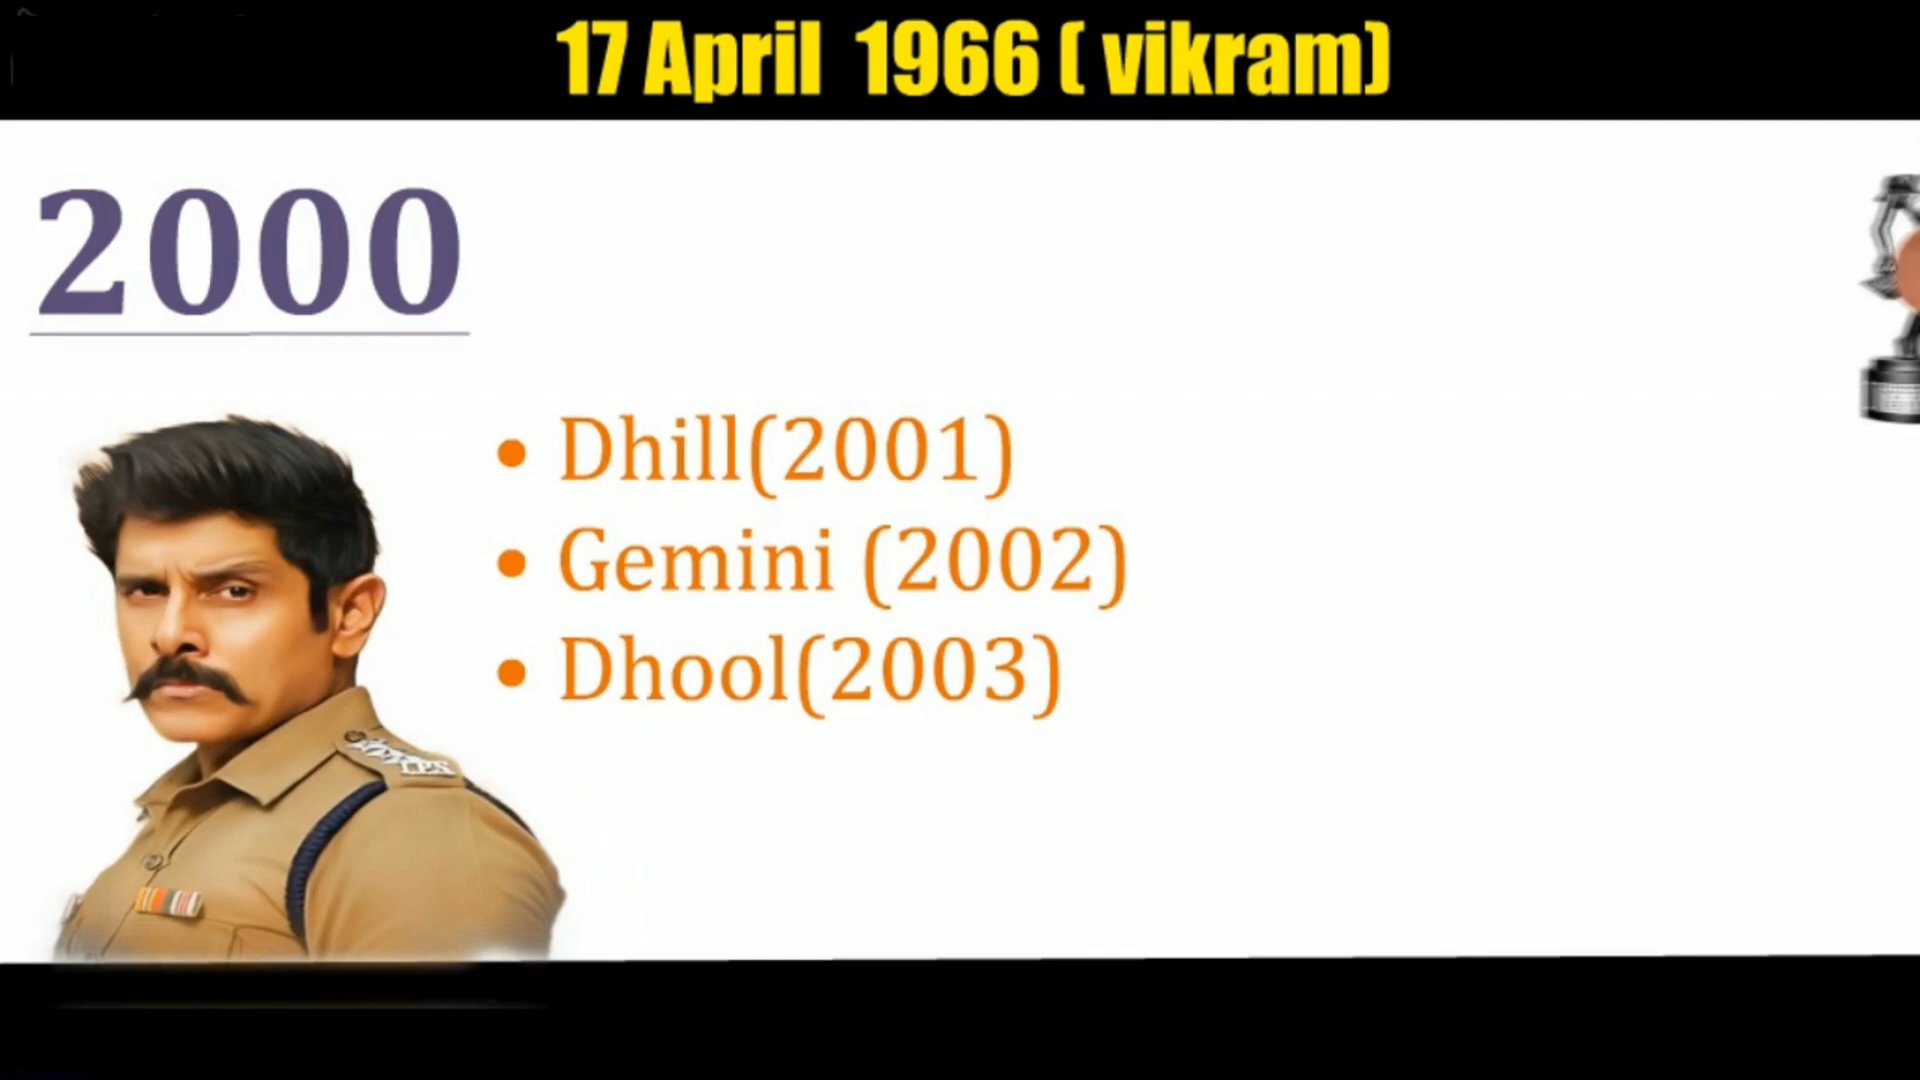 17 April 1966 ( vikram)
2000
• Dhill(2001)
• Gemini (2002)
• Dhool(2003)
I.P.S